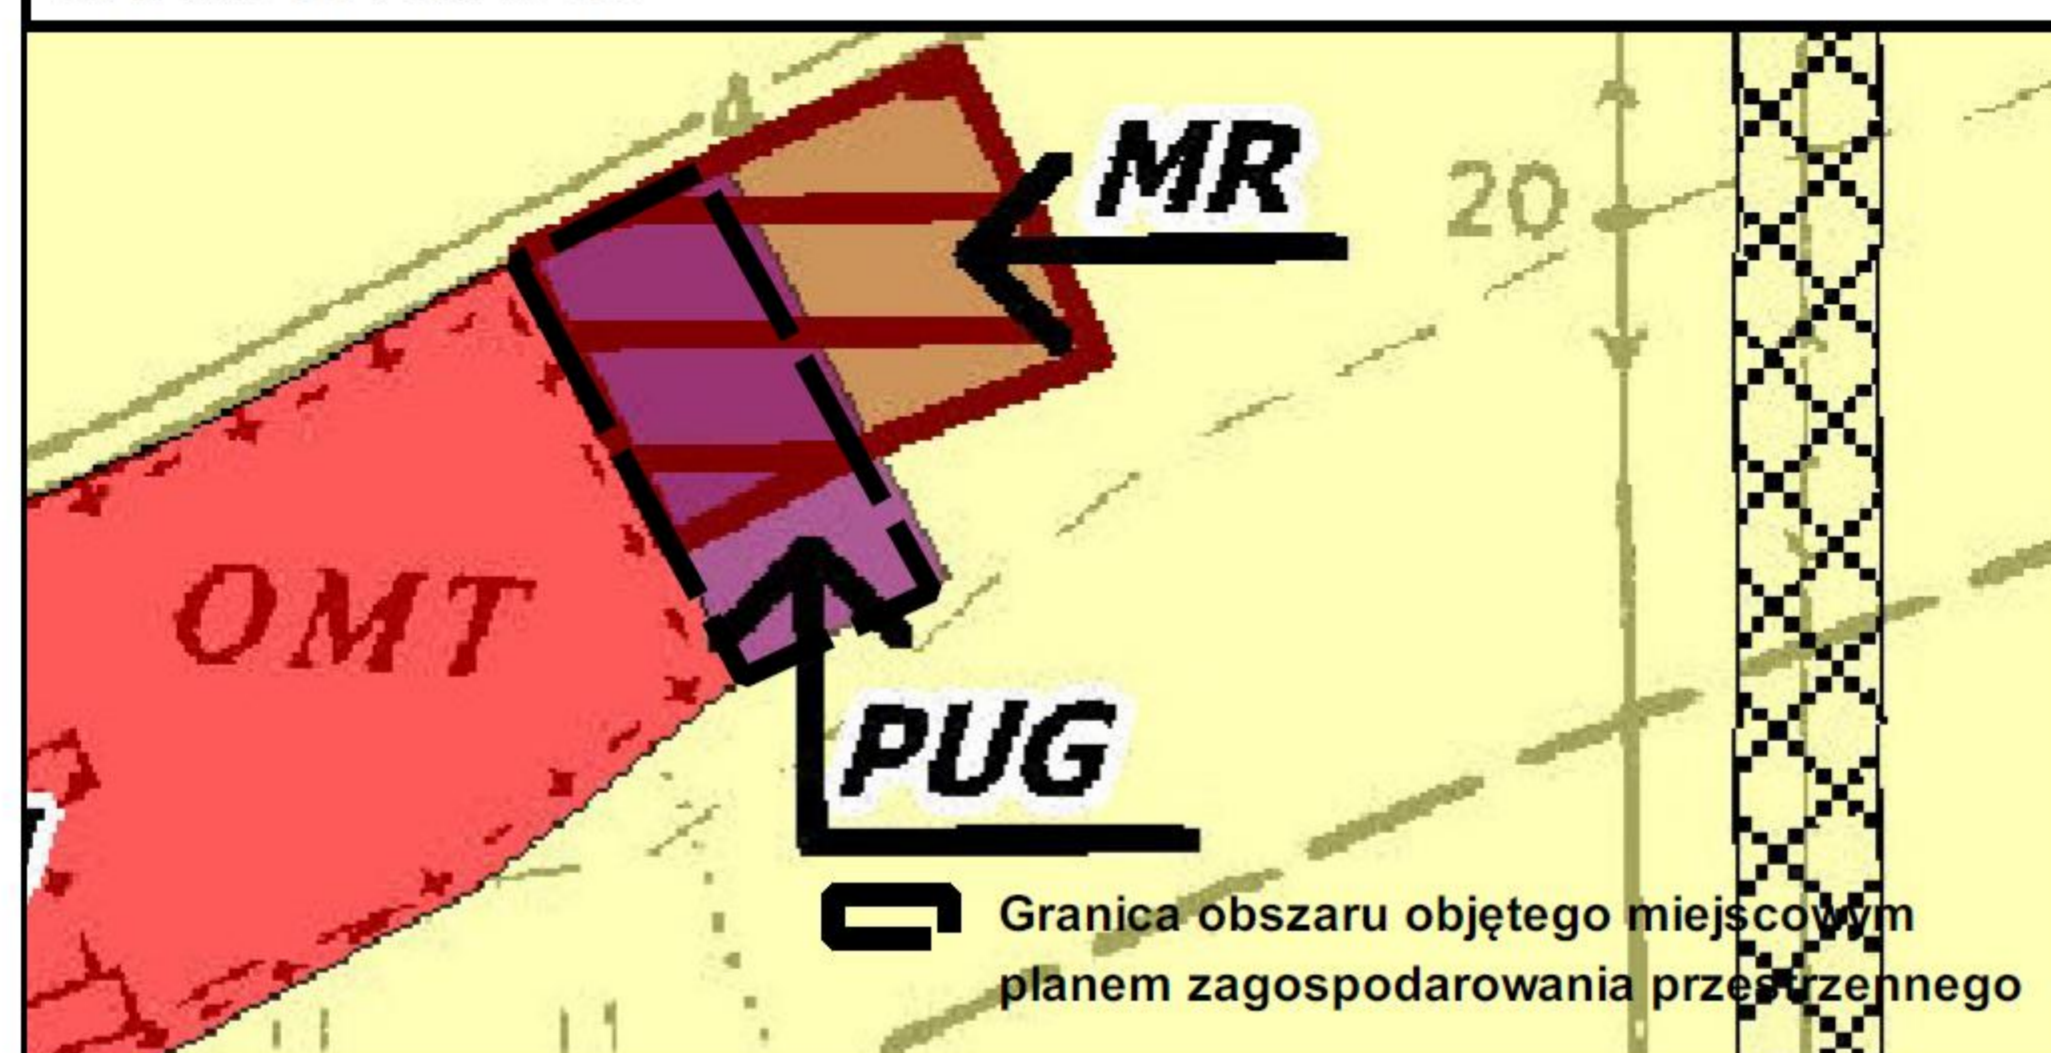 4
MR
20
OMT
PUG
Granica obszaru objętego miejscowym
planem zagospodarowania przestrzennego